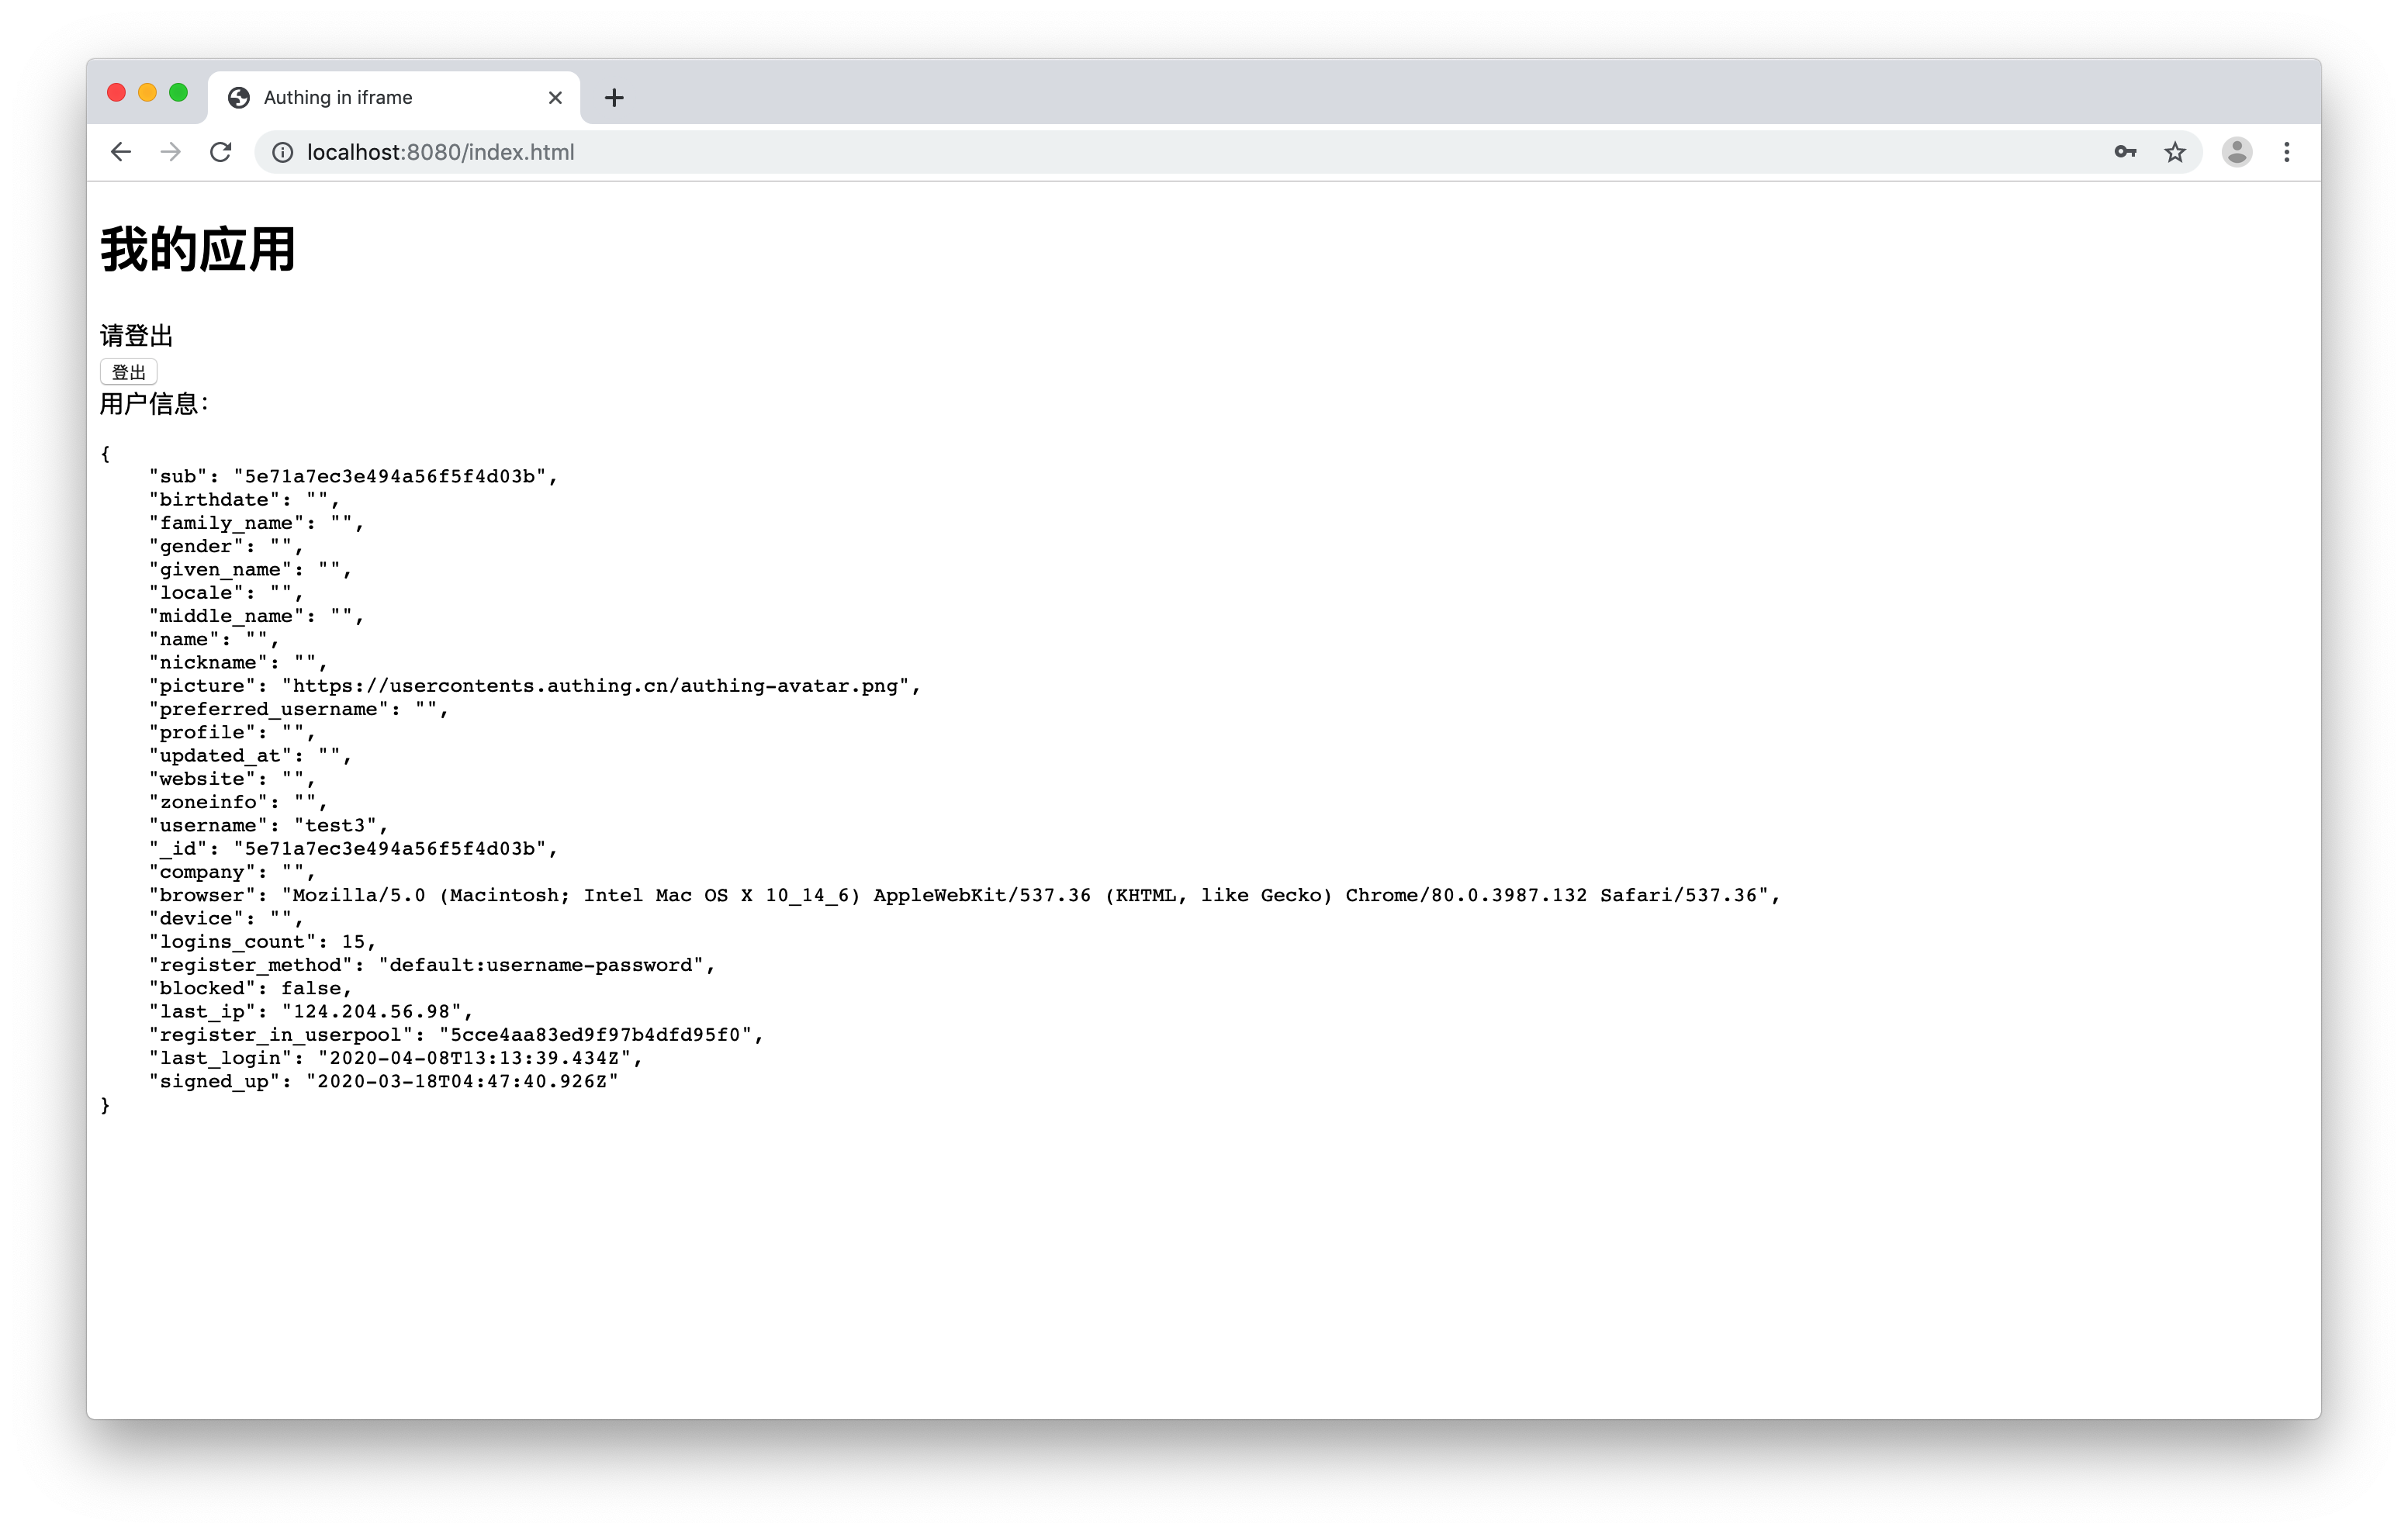 Authing in iframe
localhost:8080/index.html
我的应用
请登出
登出
用户信息：
{
    "sub": "5e71a7ec3e494a56f5f4d03b",
    "birthdate": "",
    "family_name": "",
    "gender": "",
    "given_name": "",
    "locale": "",
    "middle_name": "",
    "name": "",
    "nickname": "",
    "picture": "https://usercontents.authing.cn/authing-avatar.png",
    "preferred_username": "",
    "profile": "",
    "updated_at": "",
    "website": "",
    "zoneinfo": "",
    "username": "test3",
    "_id": "5e71a7ec3e494a56f5f4d03b",
    "company": "",
    "browser": "Mozilla/5.0 (Macintosh; Intel Mac OS X 10_14_6) AppleWebKit/537.36 (KHTML, like Gecko) Chrome/80.0.3987.132 Safari/537.36",
    "device": "",
    "logins_count": 15,
    "register_method": "default:username-password",
    "blocked": false,
    "last_ip": "124.204.56.98",
    "register_in_userpool": "5cce4aa83ed9f97b4dfd95f0",
    "last_login": "2020-04-08T13:13:39.434Z",
    "signed_up": "2020-03-18T04:47:40.926Z"
}